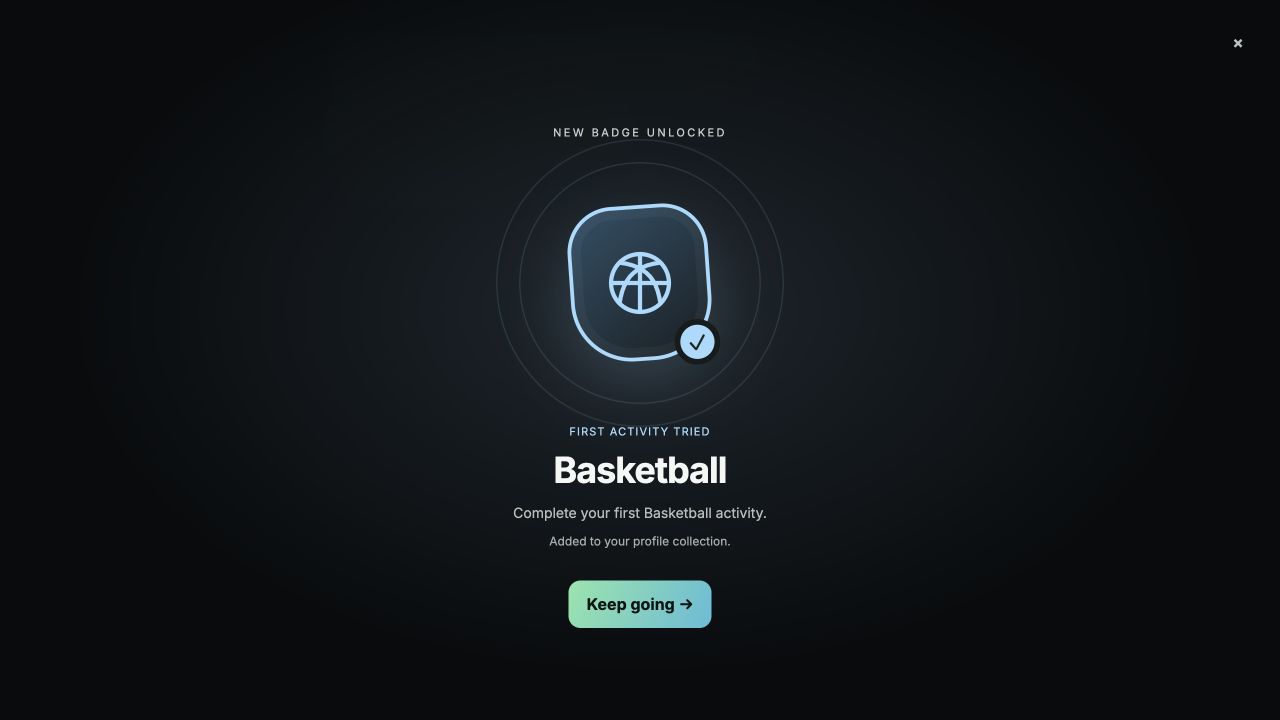 NEW BADGE UNLOCKED
FIRST ACTIVITY TRIED
Basketball
Complete your first Basketball activity.
Added to your profile collection.
Keep going →